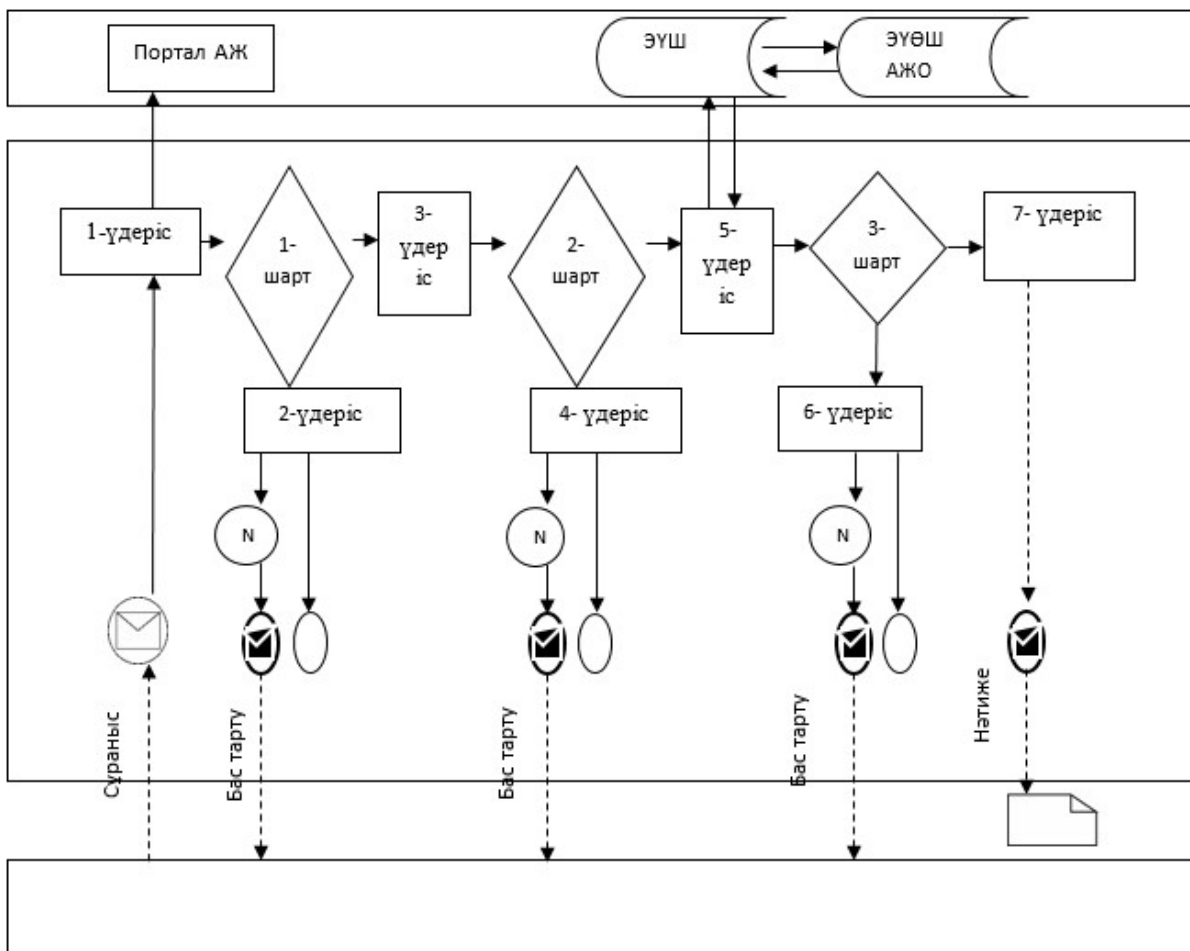 Портал АЖ
ЭҮШ
ЭҮӨШ
АЖО
1-үдеріс
1-
шарт
3-
үдер
іс
2-
шарт
5-
үдер
іс
3-
шарт
7- үдеріс
2-үдеріс
4- үдеріс
6- үдеріс
N
N
N
Сұраныс
Бас тарту
Бас тарту
Бас тарту
Нәтиже